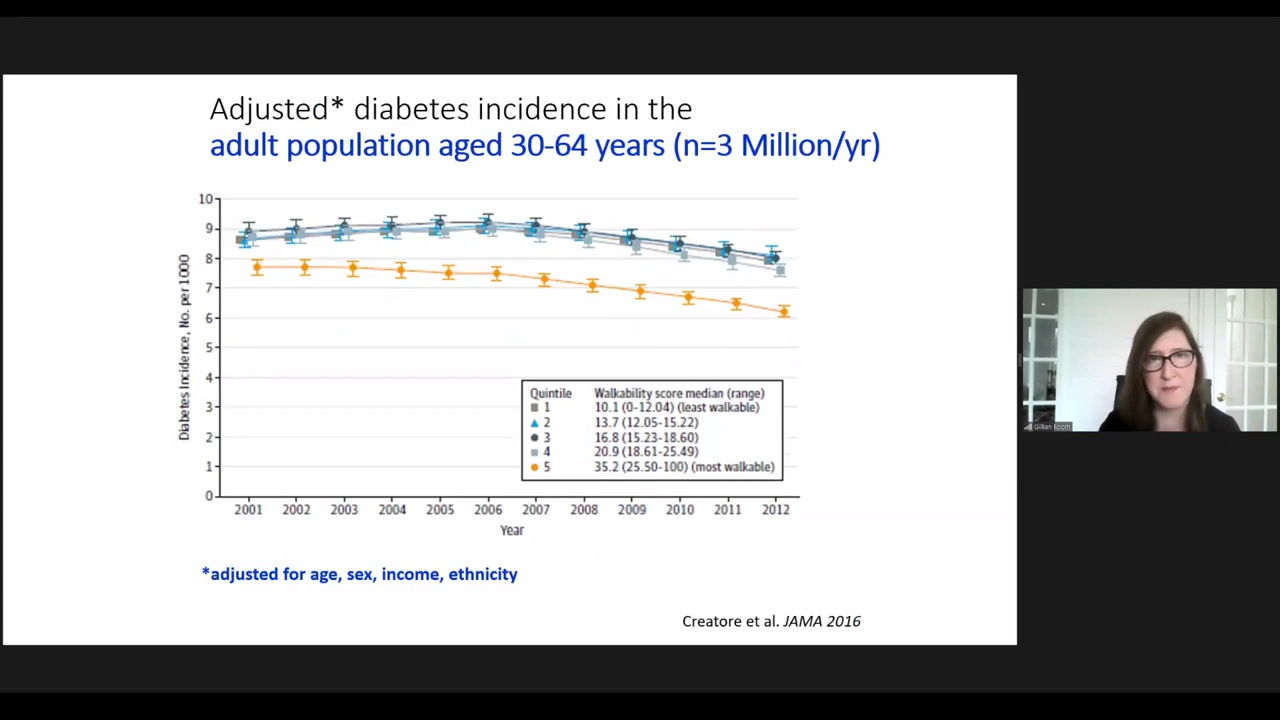 Adjusted* diabetes incidence in the
adult population aged 30-64 years (n=3 Million/yr)
Diabetes Incidence, No. per 1000
10
9
8
7
6
5
4
3
2
1
0
Quintile Walkability score median (range)
1 10.1 (0-12.04) (least walkable)
2 13.7 (12.05-15.22)
3 16.8 (15.23-18.60)
4 20.9 (18.61-25.49)
5 35.2 (25.50-100) (most walkable)
2001 2002 2003 2004 2005 2006 2007 2008 2009 2010 2011 2012
Year
*adjusted for age, sex, income, ethnicity
Creatore et al. JAMA 2016
Gillian Booth